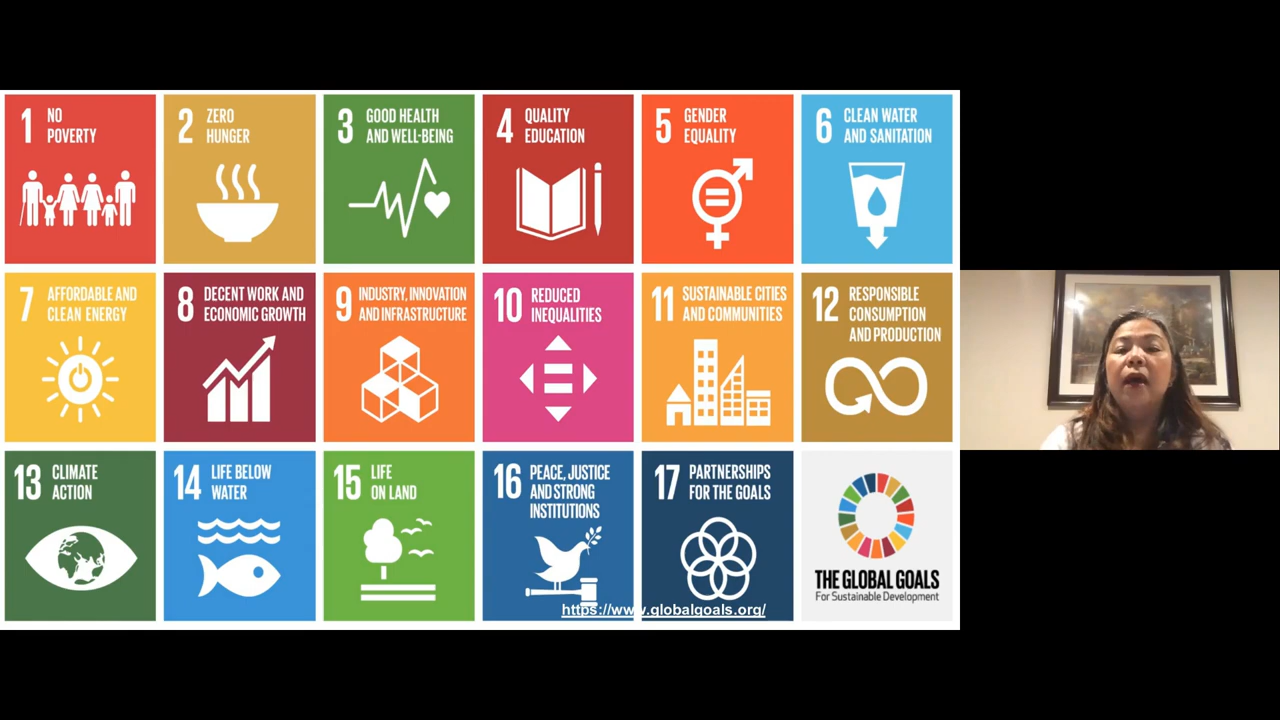 1 NO
POVERTY
2 ZERO
HUNGER
3 GOOD HEALTH
AND WELL-BEING
4 QUALITY
EDUCATION
5 GENDER
EQUALITY
6 CLEAN WATER
AND SANITATION
7 AFFORDABLE AND
CLEAN ENERGY
8 DECENT WORK AND
ECONOMIC GROWTH
9 INDUSTRY, INNOVATION
AND INFRASTRUCTURE
10 REDUCED
INEQUALITIES
11 SUSTAINABLE CITIES
AND COMMUNITIES
12 RESPONSIBLE
CONSUMPTION
AND PRODUCTION
13 CLIMATE
ACTION
14 LIFE BELOW
WATER
15 LIFE
ON LAND
16 PEACE, JUSTICE
AND STRONG
INSTITUTIONS
17 PARTNERSHIPS
FOR THE GOALS
THE GLOBAL GOALS
For Sustainable Development
https://www.globalgoals.org/